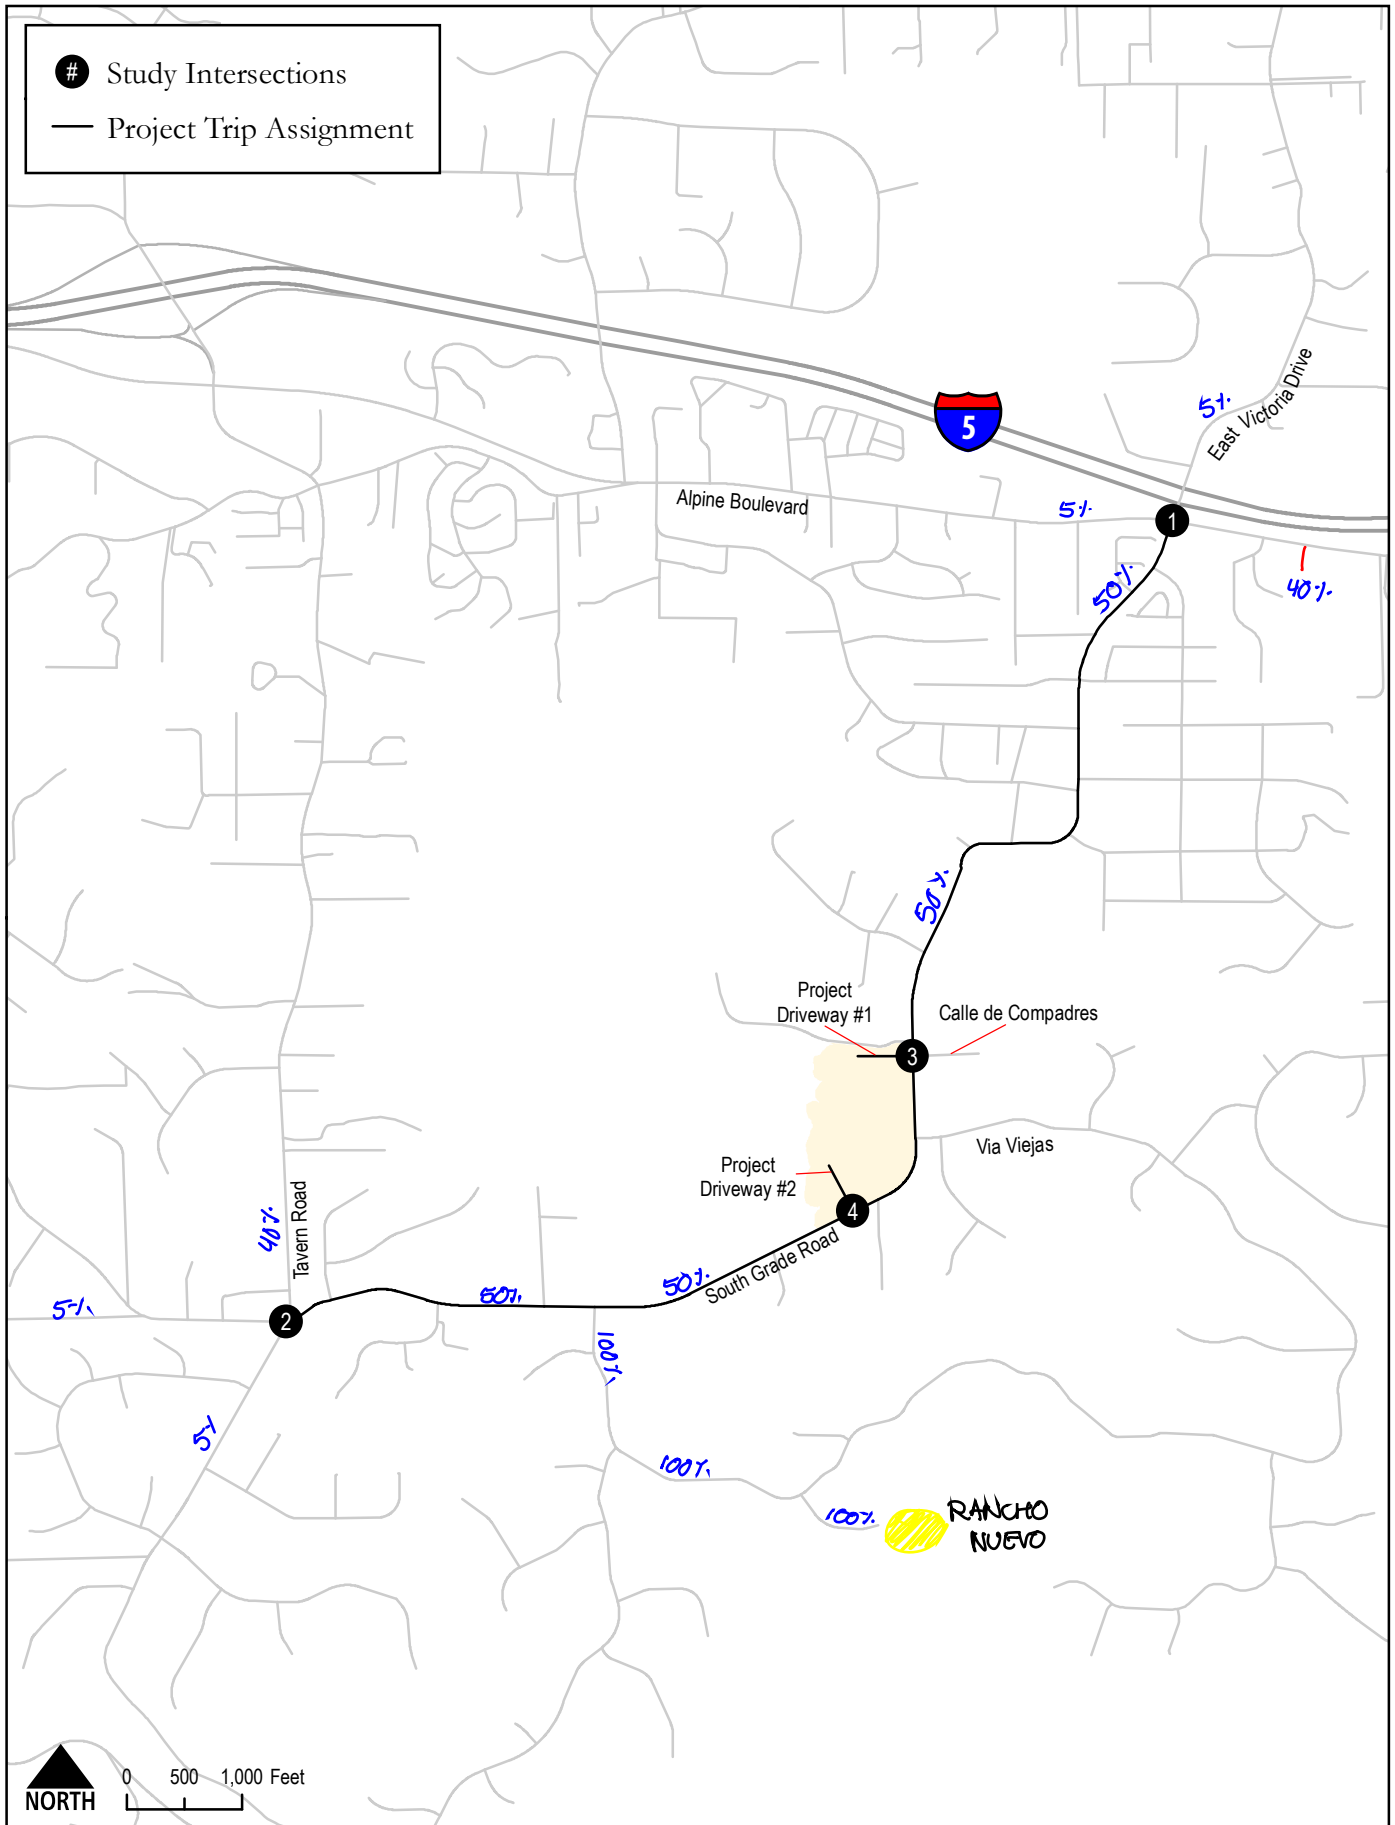 # Study Intersections
Project Trip Assignment
5
5%
East Victoria Drive
Alpine Boulevard
5%
1
50%
40%
50%
Project
Driveway #1
Calle de Compadres
3
Via Viejas
Project
Driveway #2
4
40%
Tavern Road
South Grade Road
50%
50%
5%
2
100%
5%
100%
100%
RANCHO
NUEVO
NORTH
0 500 1,000 Feet